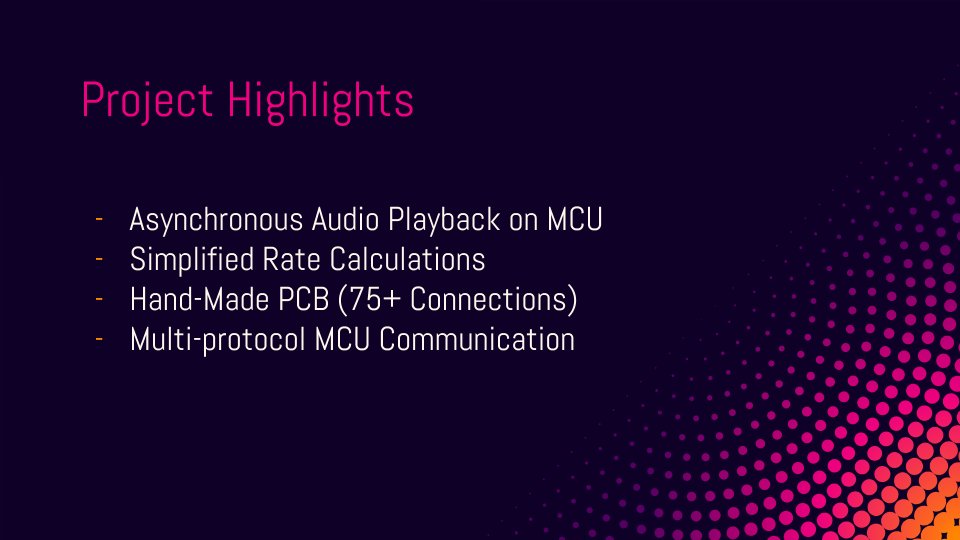 Project Highlights
- Asynchronous Audio Playback on MCU
- Simplified Rate Calculations
- Hand-Made PCB (75+ Connections)
- Multi-protocol MCU Communication